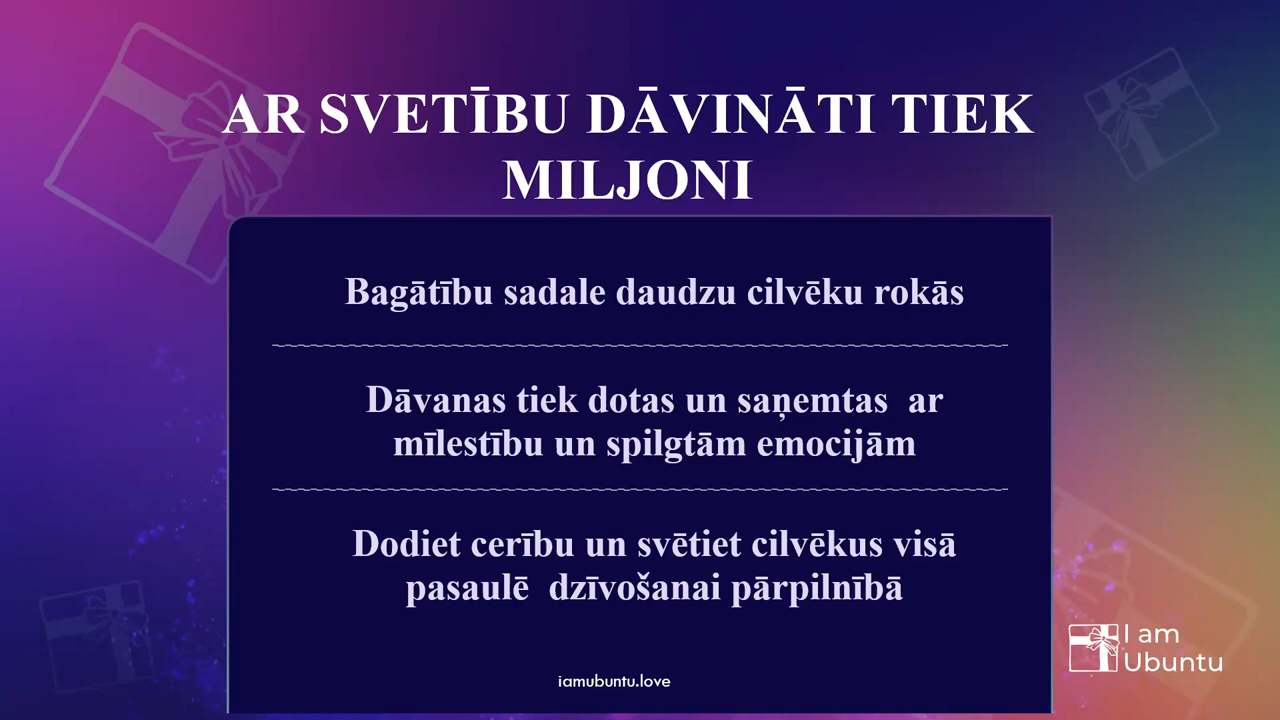 AR SVETĪBU DĀVINĀTI TIEK
MILJONI
Bagātību sadale daudzu cilvēku rokās
Dāvanas tiek dotas un saņemtas  ar
mīlestību un spilgtām emocijām
Dodiet cerību un svētiet cilvēkus visā
pasaulē  dzīvošanai pārpilnībā
I am
Ubuntu
iamubuntu.love